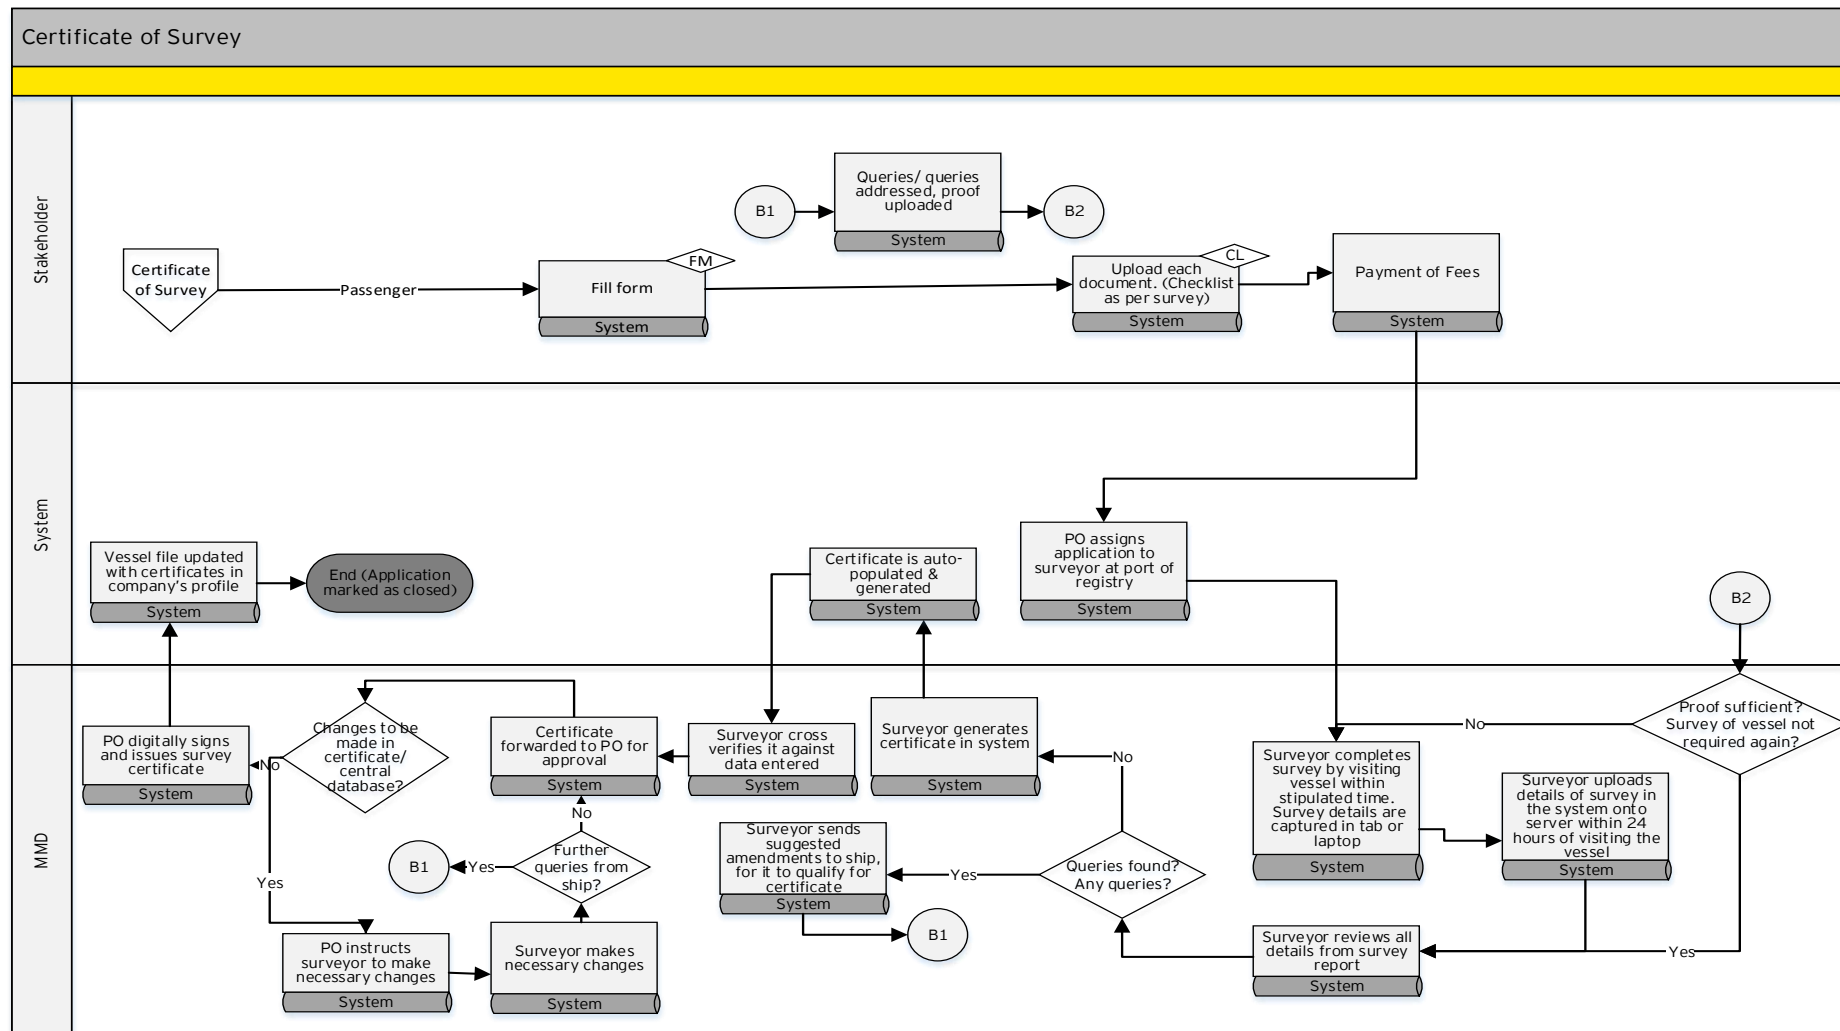 Certificate of Survey
Stakeholder
B1
Queries/ queries
addressed, proof
uploaded
System
B2
Certificate
of Survey
Passenger
FM
Fill form
System
CL
Upload each
document. (Checklist
as per survey)
System
Payment of Fees
System
System
Vessel file updated
with certificates in
company's profile
System
End (Application
marked as closed)
Certificate is auto-
populated &
generated
System
PO assigns
application to
surveyor at port of
registry
System
B2
MMD
PO digitally signs
and issues survey
certificate
System
No
Changes to be
made in
certificate/
central
database?
Yes
Certificate
forwarded to PO for
approval
System
No
Surveyor cross
verifies it against
data entered
System
Surveyor generates
certificate in system
System
No
Surveyor completes
survey by visiting
vessel within
stipulated time.
Survey details are
captured in tab or
laptop
System
No
Proof sufficient?
Survey of vessel not
required again?
Surveyor uploads
details of survey in
the system onto
server within 24
hours of visiting the
vessel
System
B1
Yes
Further
queries from
ship?
Surveyor sends
suggested
amendments to ship,
for it to qualify for
certificate
System
Yes
Queries found?
Any queries?
B1
PO instructs
surveyor to make
necessary changes
System
Surveyor makes
necessary changes
System
Surveyor reviews all
details from survey
report
System
Yes